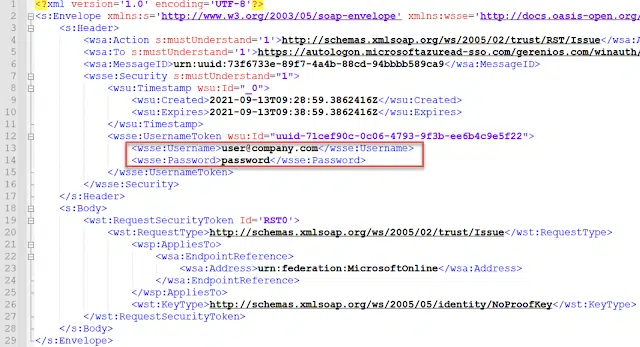 1 <?xml version='1.0' encoding='UTF-8'?>
2 <s:Envelope xmlns:s='http://www.w3.org/2003/05/soap-envelope' xmlns:wsse='http://docs.oasis-open.org/
3 <s:Header>
4 <wsa:Action s:mustUnderstand='1'>http://schemas.xmlsoap.org/ws/2005/02/trust/RST/Issue</wsa:A
5 <wsa:To s:mustUnderstand='1'>https://autologon.microsoftazuread-sso.com/gerenios.com/winauth/
6 <wsa:MessageID>urn:uuid:73f6733e-89f7-4a4b-88cd-94bbbb589ca9</wsa:MessageID>
7 <wsse:Security s:mustUnderstand="1">
8 <wsu:Timestamp wsu:Id="_0">
9 <wsu:Created>2021-09-13T09:28:59.3862416Z</wsu:Created>
10 <wsu:Expires>2021-09-13T09:38:59.3862416Z</wsu:Expires>
11 </wsu:Timestamp>
12 <wsse:UsernameToken wsu:Id="uuid-71cef90c-0c06-4793-9f3b-ee6b4c9e5f22">
13 <wsse:Username>user@company.com</wsse:Username>
14 <wsse:Password>password</wsse:Password>
15 </wsse:UsernameToken>
16 </wsse:Security>
17 </s:Header>
18 <s:Body>
19 <wst:RequestSecurityToken Id='RST0'>
20 <wst:RequestType>http://schemas.xmlsoap.org/ws/2005/02/trust/Issue</wst:RequestType>
21 <wsp:AppliesTo>
22 <wsa:EndpointReference>
23 <wsa:Address>urn:federation:MicrosoftOnline</wsa:Address>
24 </wsa:EndpointReference>
25 </wsp:AppliesTo>
26 <wst:KeyType>http://schemas.xmlsoap.org/ws/2005/05/identity/NoProofKey</wst:KeyType>
27 </wst:RequestSecurityToken>
28 </s:Body>
29 </s:Envelope>